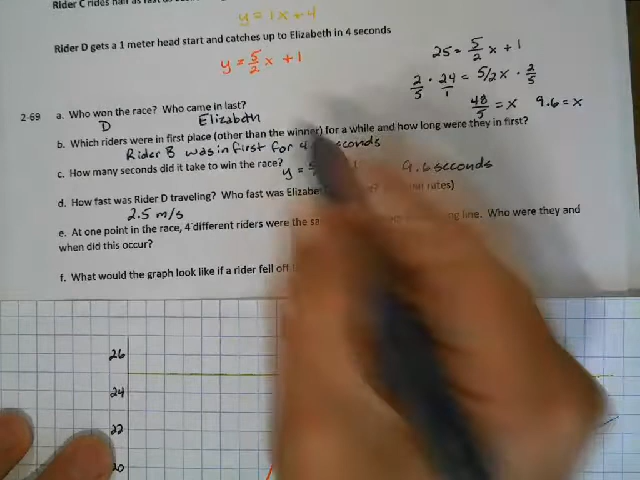 Rider C rides half as fast as
y = 1x + 4
Rider D gets a 1 meter head start and catches up to Elizabeth in 4 seconds
y = 5/2 x + 1
25 = 5/2 x + 1
2/5 · 24/1 = 5/2 x · 2/5
48/5 = x 9.6 = x
2-69 a. Who won the race? Who came in last?
D Elizabeth
b. Which riders were in first place (other than the winner) for a while and how long were they in first?
Rider B was in first for 4 seconds
c. How many seconds did it take to win the race? y = 9.6 seconds
d. How fast was Rider D traveling? Who fast was Elizabe rates)
2.5 m/s
e. At one point in the race, 4 different riders were the sa line. Who were they and
when did this occur?
f. What would the graph look like if a rider fell off
26
24
22
20